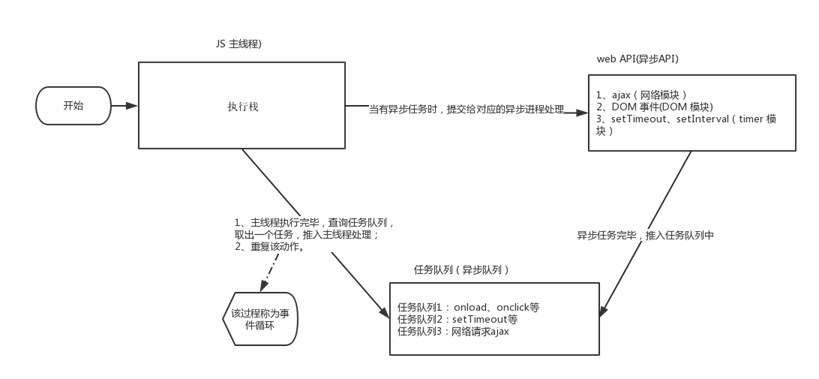 JS 主线程)
web API(异步API)
开始
执行栈
当有异步任务时，提交给对应的异步进程处理
1、ajax（网络模块）
2、DOM 事件(DOM 模块)
3、setTimeout、setInterval（timer 模
块）
1、主线程执行完毕，查询任务队列，
取出一个任务，推入主线程处理；
2、重复该动作。
异步任务完毕，推入任务队列中
任务队列（异步队列）
该过程称为事
件循环
任务队列1：onload、onclick等
任务队列2：setTimeout等
任务队列3：网络请求ajax